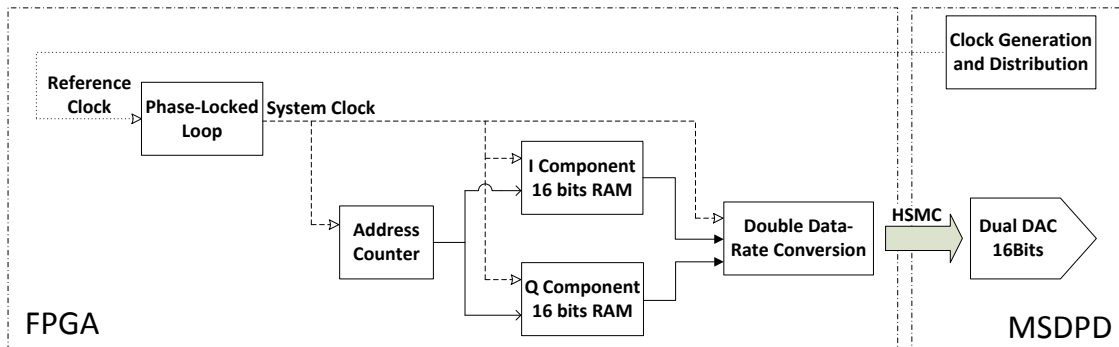 Clock Generation
and Distribution
Reference
Clock
Phase-Locked
Loop
System Clock
I Component
16 bits RAM
Address
Counter
Double Data-
Rate Conversion
HSMC
Dual DAC
16Bits
Q Component
16 bits RAM
FPGA
MSDPD